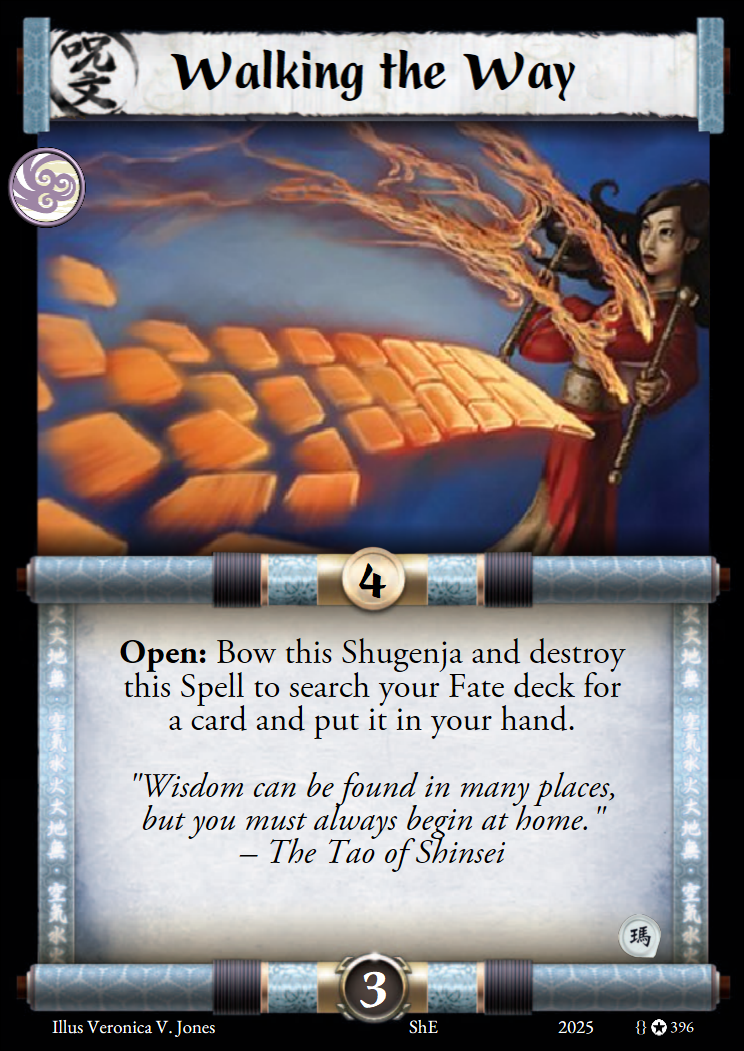 呪文
Walking the Way
4
Open: Bow this Shugenja and destroy
this Spell to search your Fate deck for
a card and put it in your hand.
"Wisdom can be found in many places,
but you must always begin at home."
– The Tao of Shinsei
瑪
3
Illus Veronica V. Jones ShE 2025 {} 396